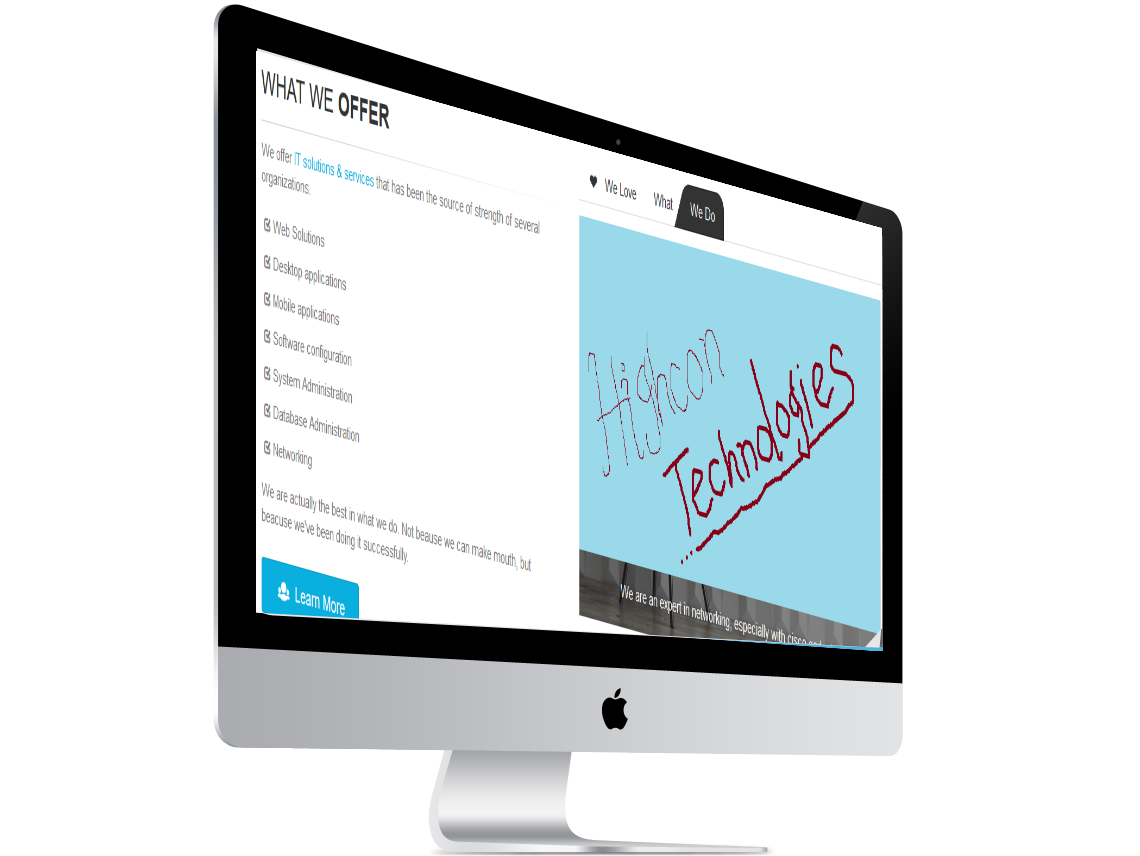 WHAT WE OFFER
We offer IT solutions & services that has been the source of strength of several
organizations.
Web Solutions
Desktop applications
Mobile applications
Software configuration
System Administration
Database Administration
Networking
We are actually the best in what we do. Not beause we can make mouth, but
beacuse we've been doing it successfully.
Learn More
We Love What We Do
Highcon
Technologies
We are an expert in networking, especially with cisco